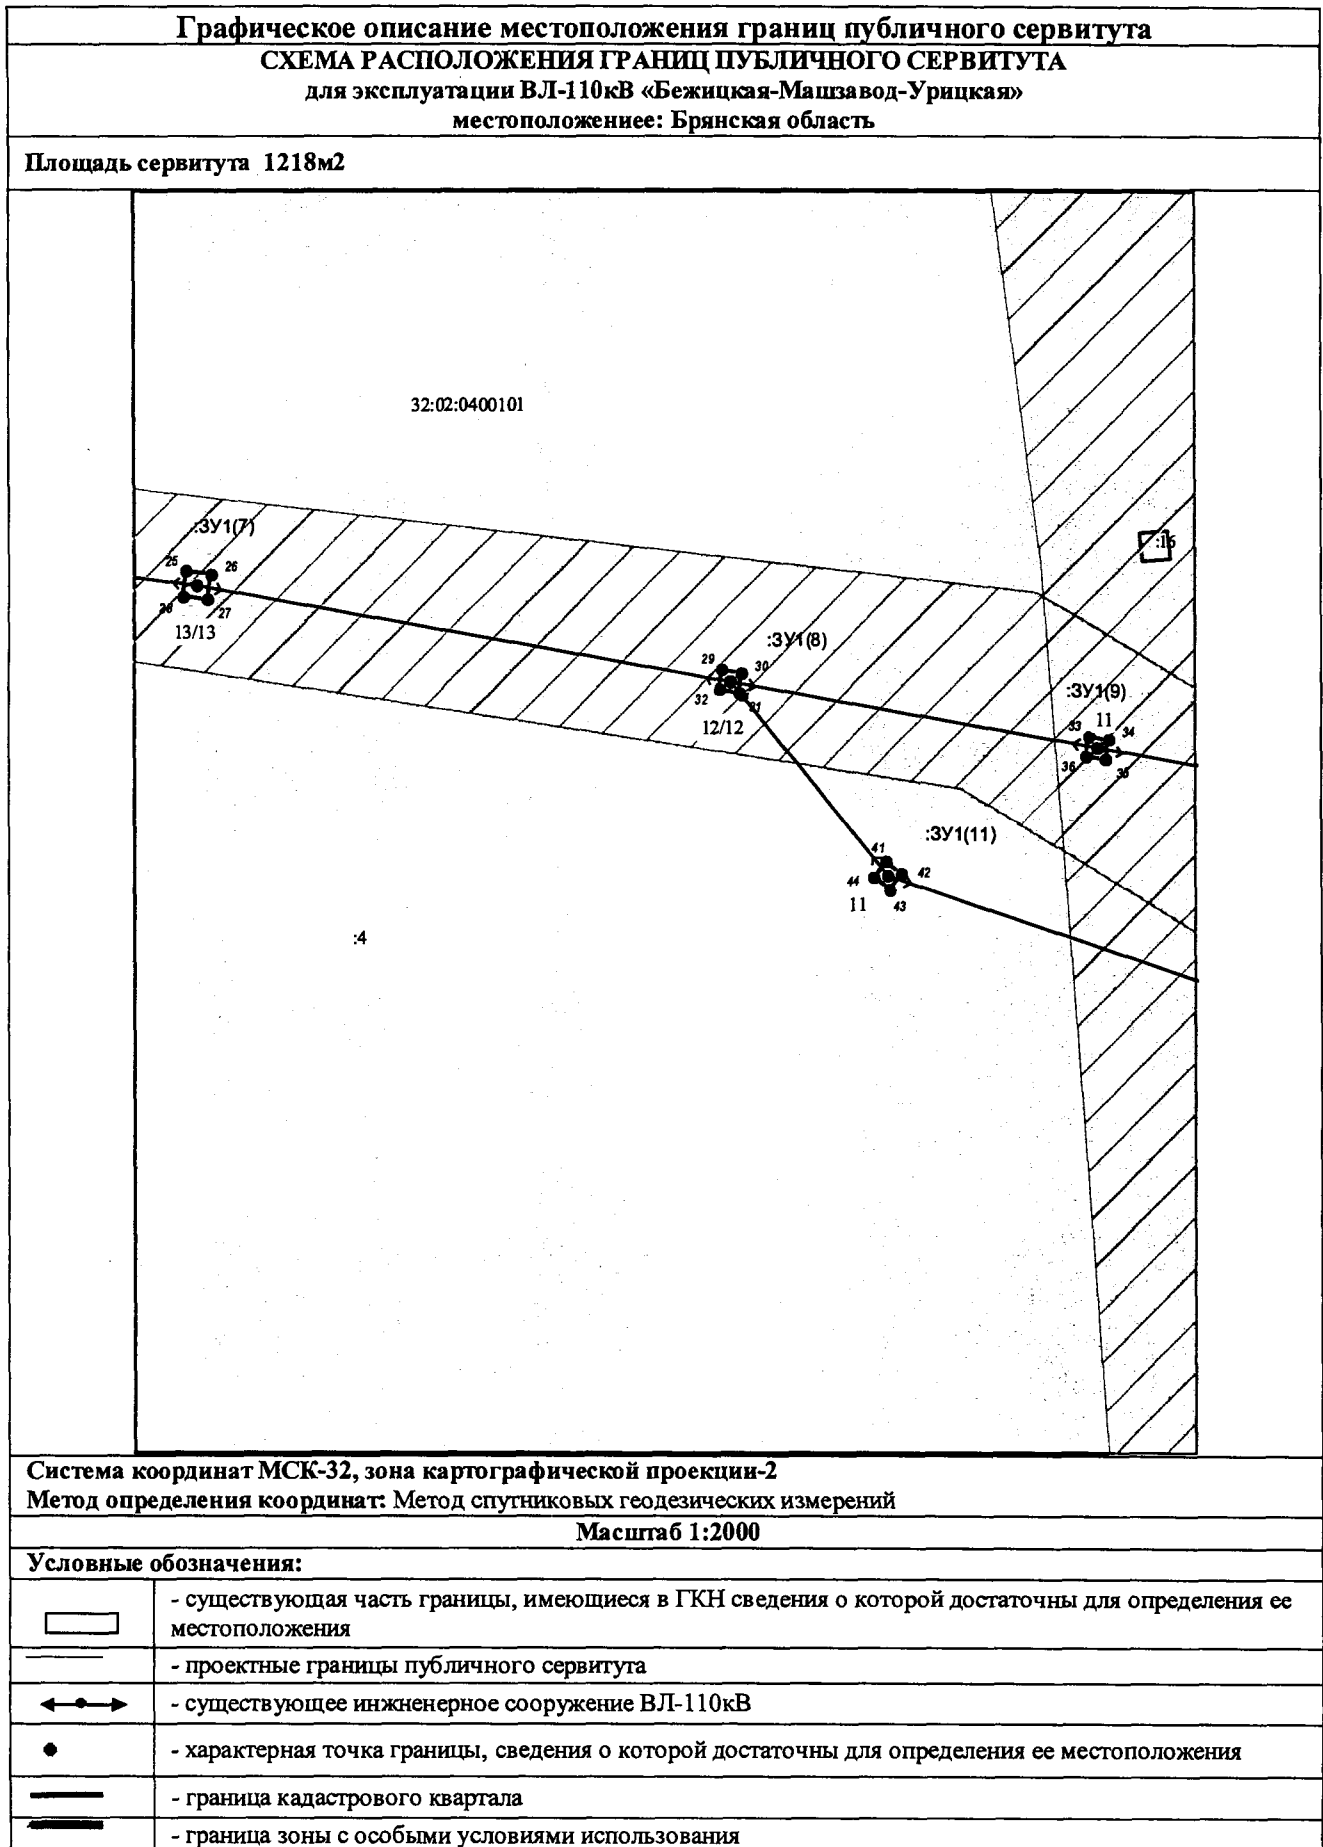 Графическое описание местоположения границ публичного сервитута
СХЕМА РАСПОЛОЖЕНИЯ ГРАНИЦ ПУБЛИЧНОГО СЕРВИТУТА
для эксплуатации ВЛ-110кВ «Бежицкая-Машзавод-Урицкая»
местоположениее: Брянская область
Площадь сервитута 1218м2
32:02:0400101
:ЗУ1(7)
:16
25
26
28
27
13/13
:ЗУ1(8)
29
30
32
31
12/12
:ЗУ1(9)
33
11
34
36
35
:ЗУ1(11)
41
42
44
43
11
:4
Система координат МСК-32, зона картографической проекции-2
Метод определения координат: Метод спутниковых геодезических измерений
Масштаб 1:2000
Условные обозначения:
- существующая часть границы, имеющиеся в ГКН сведения о которой достаточны для определения ее
местоположения
- проектные границы публичного сервитута
- существующее инжненерное сооружение ВЛ-110кВ
- характерная точка границы, сведения о которой достаточны для определения ее местоположения
- граница кадастрового квартала
- граница зоны с особыми условиями использования